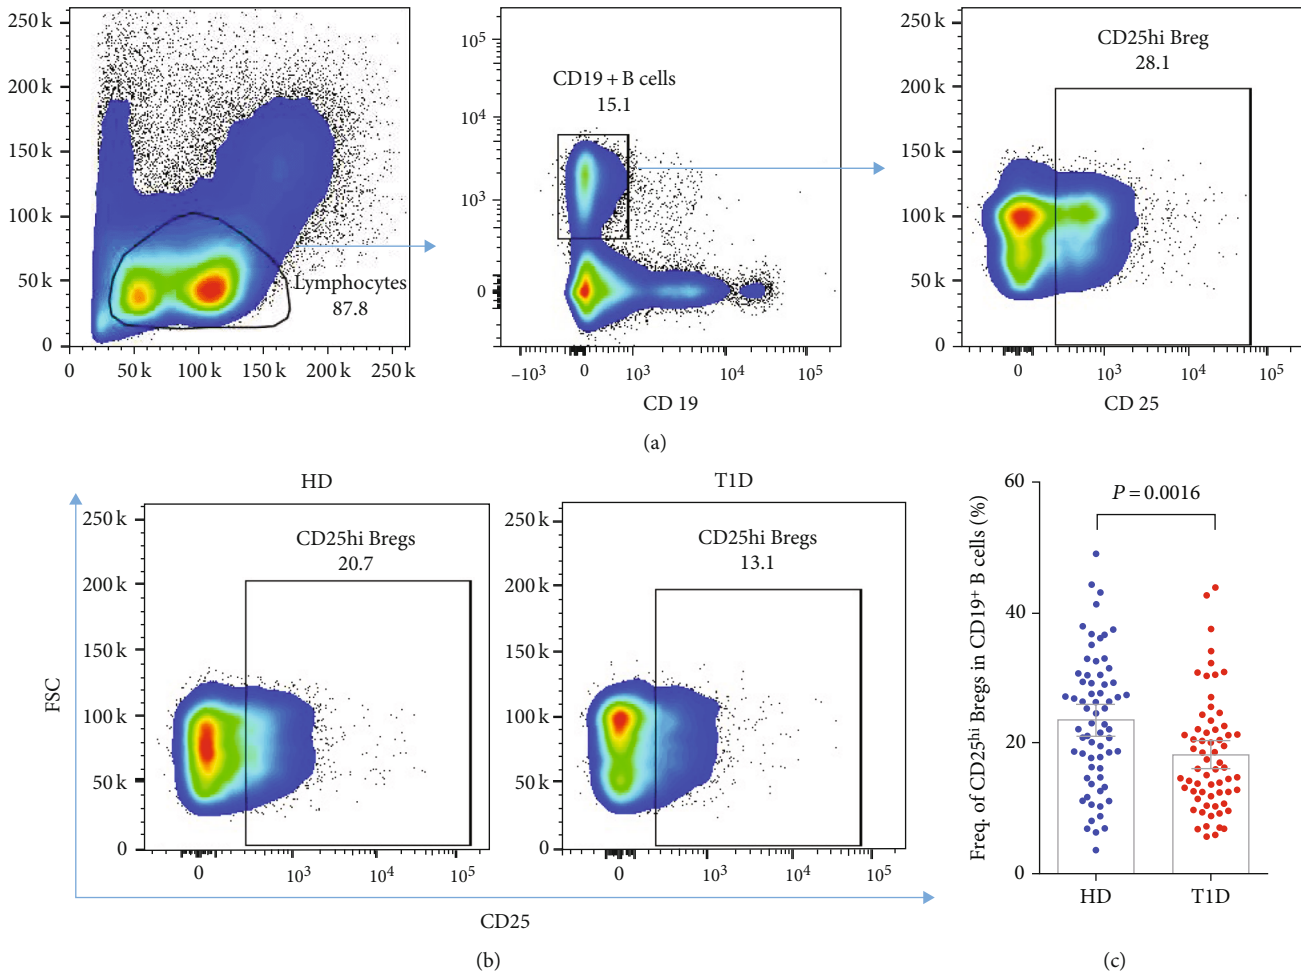 250 k
200 k
150 k
100 k
50 k
0
0
50 k
100 k
150 k
200 k
250 k
Lymphocytes
87.8
10⁵
10⁴
10³
0
CD19 + B cells
15.1
–10³
0
10³
10⁴
10⁵
CD 19
250 k
200 k
150 k
100 k
50 k
0
CD25hi Breg
28.1
0
10³
10⁴
10⁵
CD 25
(a)
HD
250 k
200 k
150 k
100 k
50 k
0
CD25hi Bregs
20.7
0
10³
10⁴
10⁵
T1D
250 k
200 k
150 k
100 k
50 k
0
CD25hi Bregs
13.1
0
10³
10⁴
10⁵
FSC
CD25
(b)
Freq. of CD25ʰⁱ Bregs in CD19⁺ B cells (%)
60
40
20
0
P = 0.0016
HD
T1D
(c)